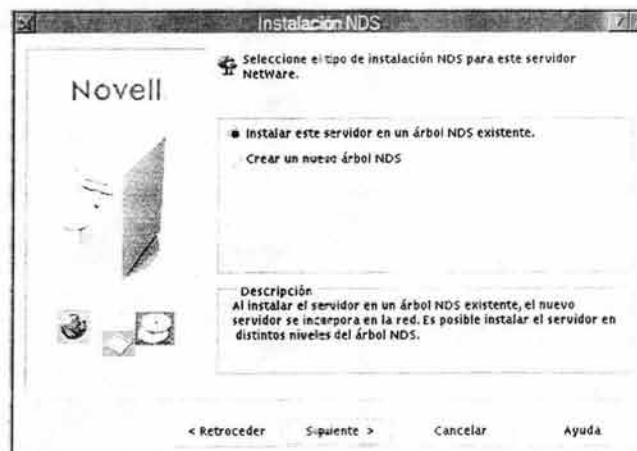 Instalación NDS
Novell
Seleccione el tipo de instalación NDS para este servidor
NetWare.
Instalar este servidor en un árbol NDS existente.
Crear un nuevo árbol NDS
Descripción
Al instalar el servidor en un árbol NDS existente, el nuevo
servidor se incorpora en la red. Es posible instalar el servidor en
distintos niveles del árbol NDS.
< Retroceder Siguiente > Cancelar Ayuda